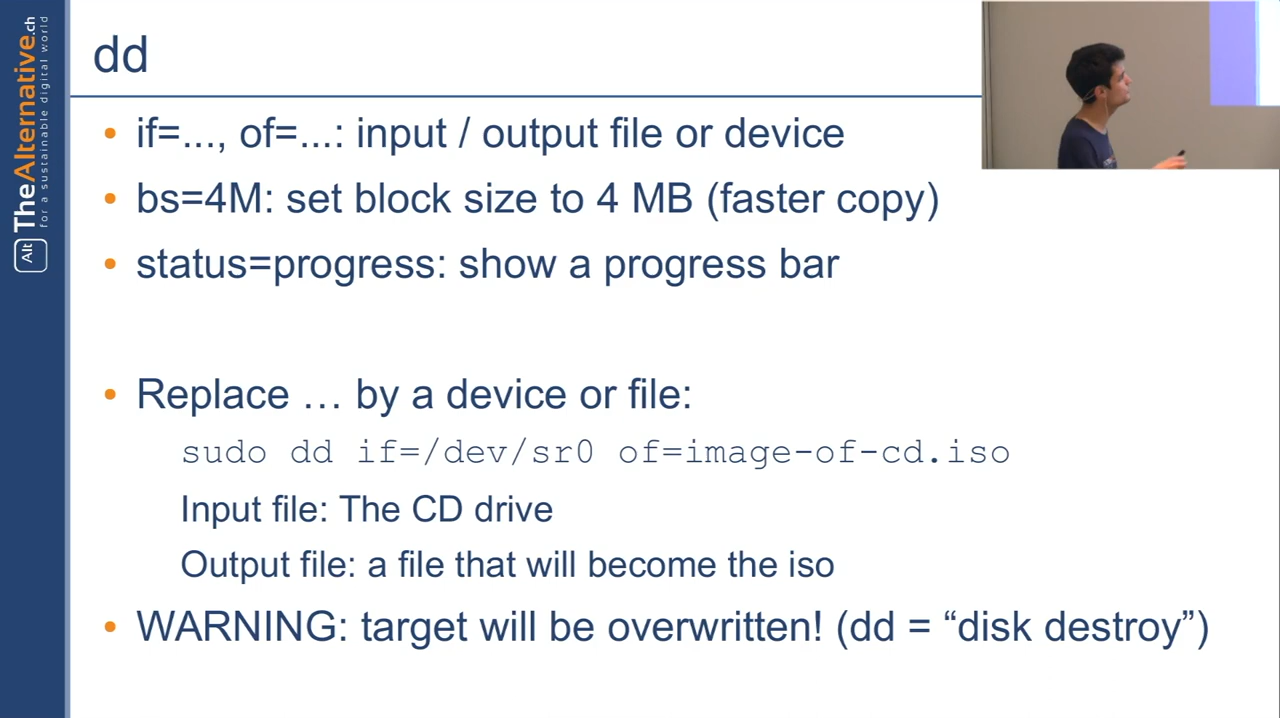 TheAlternative.ch
for a sustainable digital world
Alt
dd
• if=..., of=...: input / output file or device
• bs=4M: set block size to 4 MB (faster copy)
• status=progress: show a progress bar
• Replace … by a device or file:
sudo dd if=/dev/sr0 of=image-of-cd.iso
Input file: The CD drive
Output file: a file that will become the iso
• WARNING: target will be overwritten! (dd = “disk destroy”)